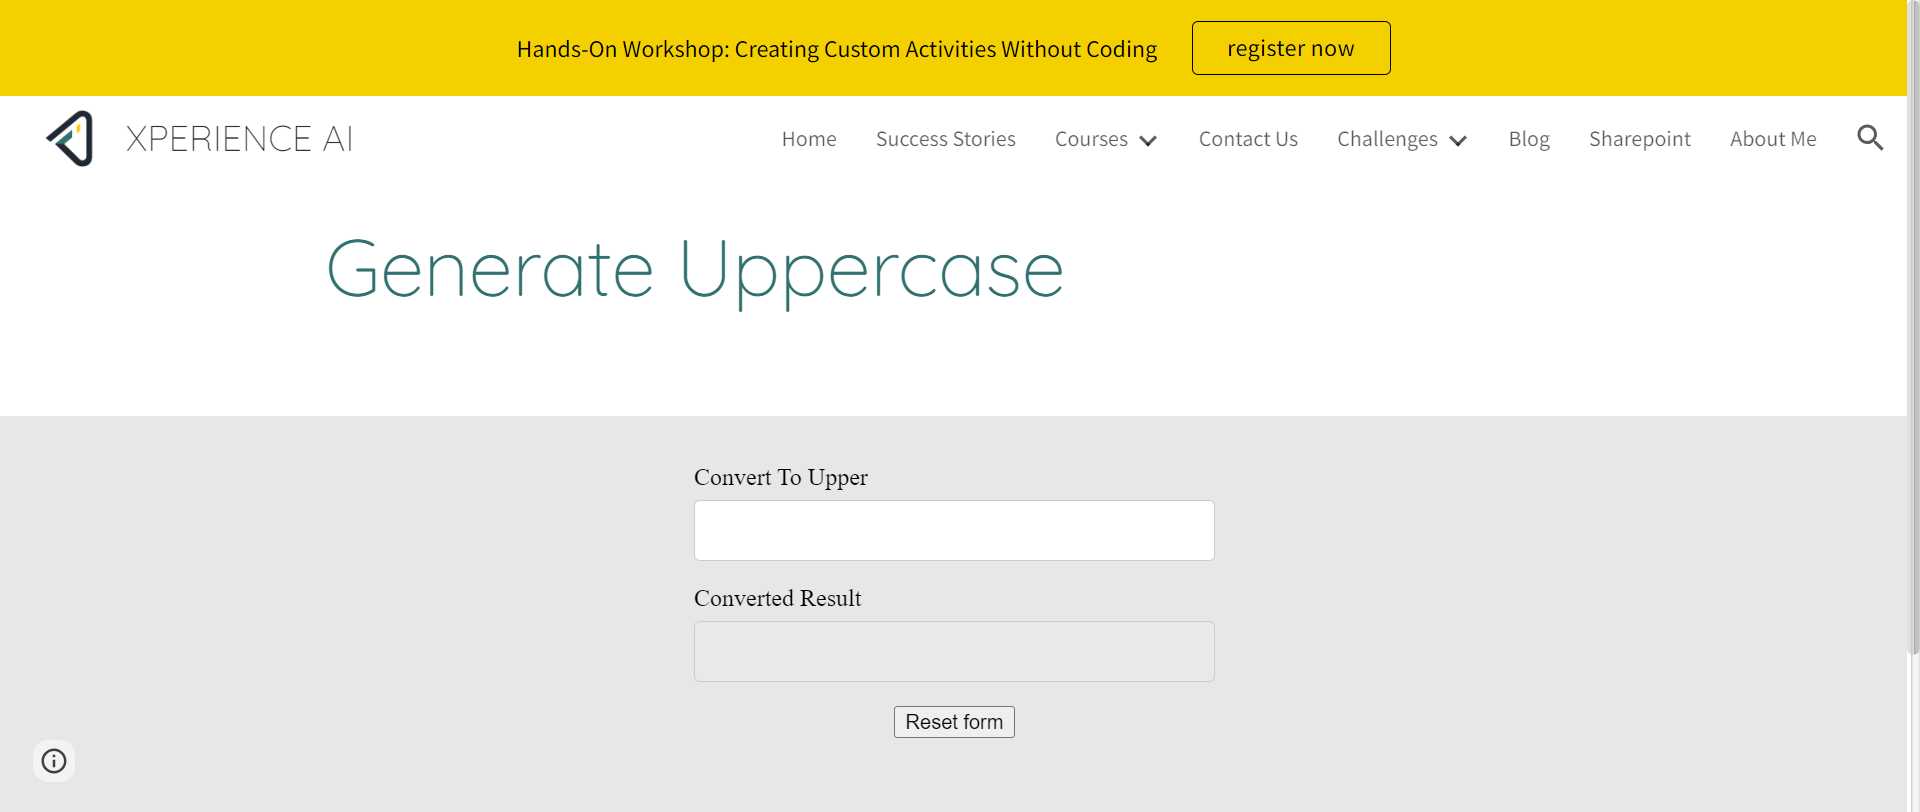 Hands-On Workshop: Creating Custom Activities Without Coding register now
XPERIENCE AI Home Success Stories Courses Contact Us Challenges Blog Sharepoint About Me
Generate Uppercase
Convert To Upper
Converted Result
Reset form